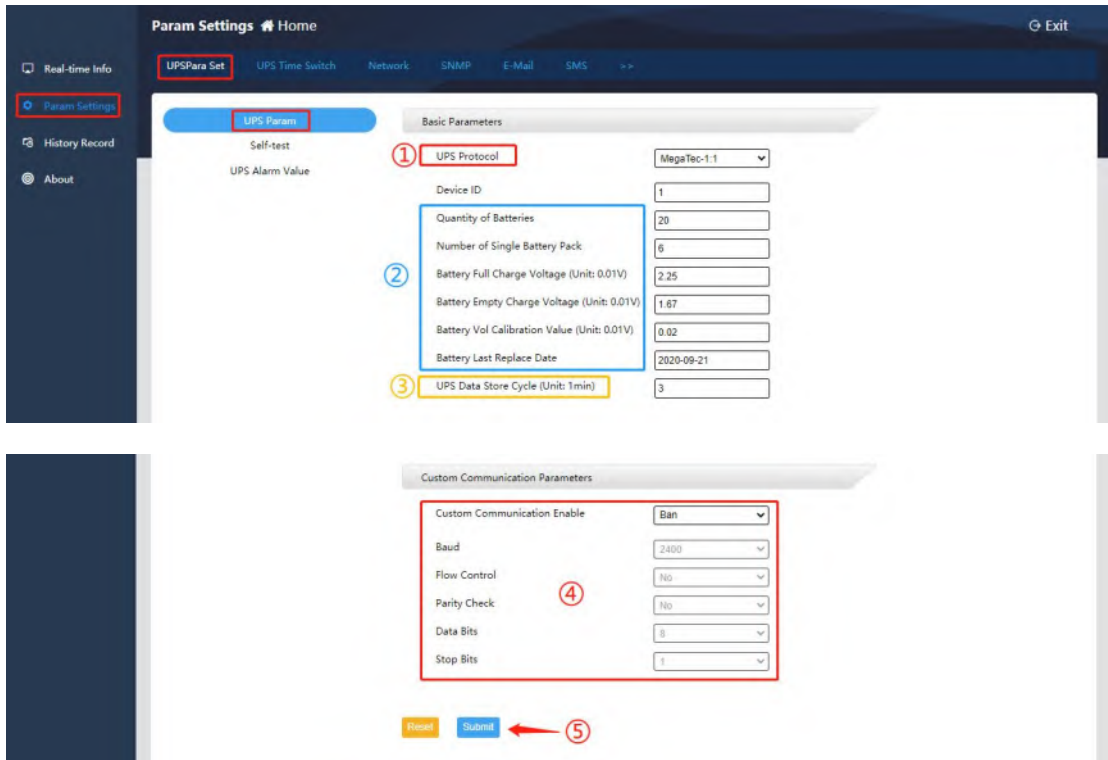 Param Settings Home
Exit
Real-time Info
Param Settings
History Record
About
UPSPara Set UPS Time Switch Network SNMP E-Mail SMS >>
UPS Param
Self-test
UPS Alarm Value
Basic Parameters
① UPS Protocol MegaTec-1:1
Device ID 1
②
Quantity of Batteries 20
Number of Single Battery Pack 6
Battery Full Charge Voltage (Unit: 0.01V) 2.25
Battery Empty Charge Voltage (Unit: 0.01V) 1.67
Battery Vol Calibration Value (Unit: 0.01V) 0.02
Battery Last Replace Date 2020-09-21
③ UPS Data Store Cycle (Unit: 1min) 3
Custom Communication Parameters
Custom Communication Enable Ban
Baud 2400
Flow Control No
④
Parity Check No
Data Bits 8
Stop Bits 1
Reset Submit ⑤